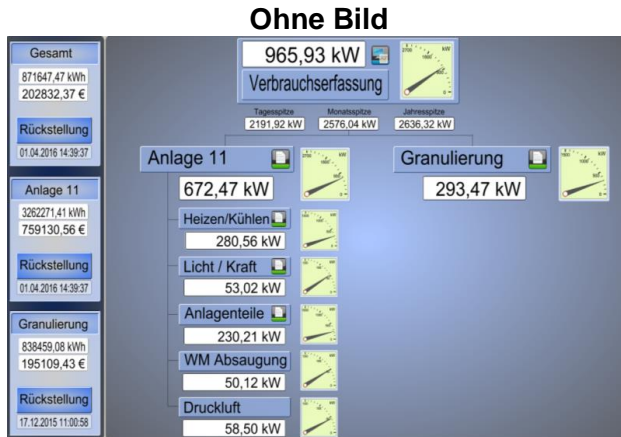 Ohne Bild
Gesamt
871647,47 kWh
202832,37 €
Rückstellung
01.04.2016 14:39:37
Anlage 11
3262271,41 kWh
759130,56 €
Rückstellung
01.04.2016 14:39:37
Granulierung
838459,08 kWh
195109,43 €
Rückstellung
17.12.2015 11:00:58
965,93 kW
Verbrauchserfassung
kW
Tagesspitze Monatsspitze Jahresspitze
2191,92 kW 2576,04 kW 2636,32 kW
Anlage 11
kW
672,47 kW
Granulierung
kW
293,47 kW
Heizen/Kühlen
280,56 kW
Licht / Kraft
53,02 kW
Anlagenteile
230,21 kW
WM Absaugung
50,12 kW
Druckluft
58,50 kW